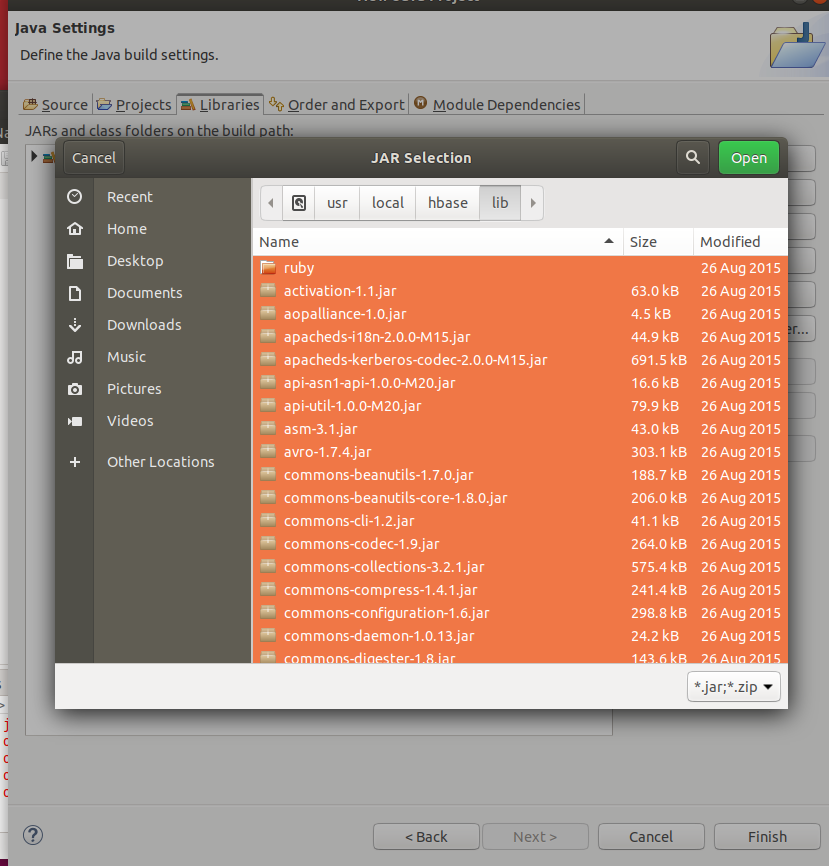 Java Settings
Define the Java build settings.
Source Projects Libraries Order and Export Module Dependencies
JARs and class folders on the build path:
Cancel JAR Selection Open
Recent
Home
Desktop
Documents
Downloads
Music
Pictures
Videos
Other Locations
usr local hbase lib
Name Size Modified
ruby 26 Aug 2015
activation-1.1.jar 63.0 kB 26 Aug 2015
aopalliance-1.0.jar 4.5 kB 26 Aug 2015
apacheds-i18n-2.0.0-M15.jar 44.9 kB 26 Aug 2015
apacheds-kerberos-codec-2.0.0-M15.jar 691.5 kB 26 Aug 2015
api-asn1-api-1.0.0-M20.jar 16.6 kB 26 Aug 2015
api-util-1.0.0-M20.jar 79.9 kB 26 Aug 2015
asm-3.1.jar 43.0 kB 26 Aug 2015
avro-1.7.4.jar 303.1 kB 26 Aug 2015
commons-beanutils-1.7.0.jar 188.7 kB 26 Aug 2015
commons-beanutils-core-1.8.0.jar 206.0 kB 26 Aug 2015
commons-cli-1.2.jar 41.1 kB 26 Aug 2015
commons-codec-1.9.jar 264.0 kB 26 Aug 2015
commons-collections-3.2.1.jar 575.4 kB 26 Aug 2015
commons-compress-1.4.1.jar 241.4 kB 26 Aug 2015
commons-configuration-1.6.jar 298.8 kB 26 Aug 2015
commons-daemon-1.0.13.jar 24.2 kB 26 Aug 2015
commons-digester-1.8.jar 143.6 kB 26 Aug 2015
*.jar;*.zip
< Back Next > Cancel Finish